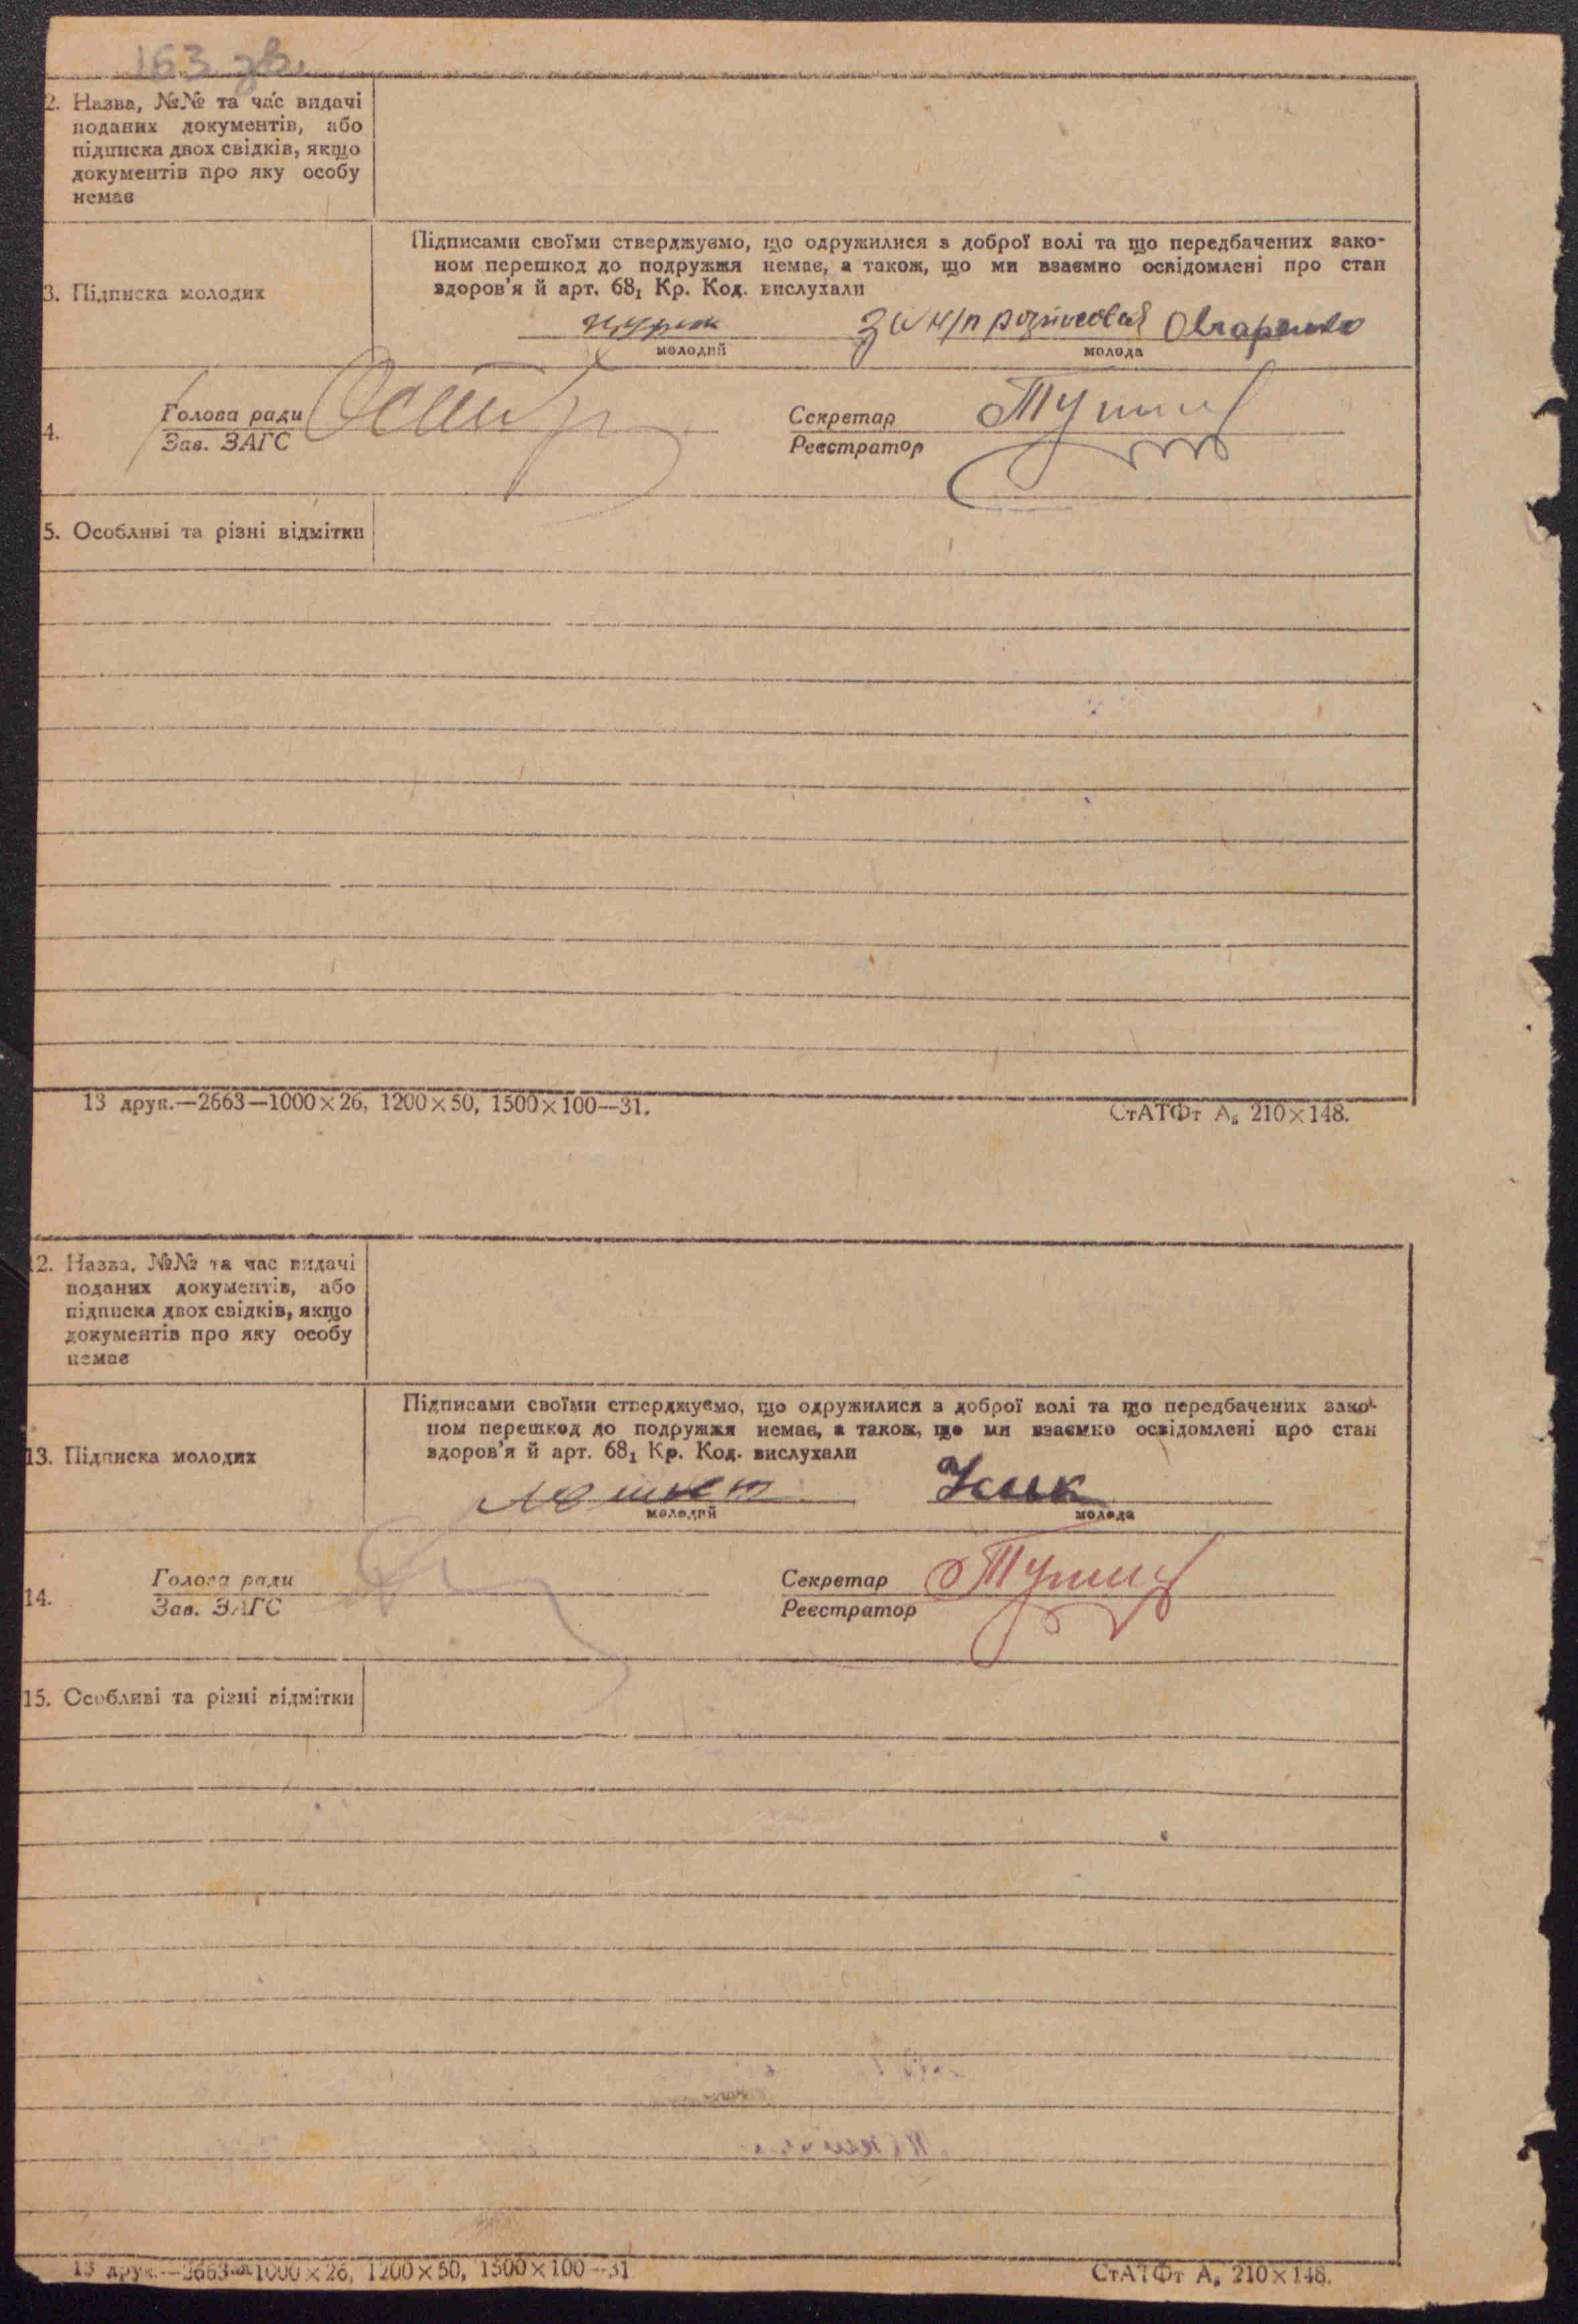 163 зв.
2. Назва, №№ та час видачі
поданих документів, або
підписка двох свідків, якщо
документів про яку особу
немає
Підписами своїми стверджуємо, що одружилися з доброї волі та що передбачених зако-
ном перешкод до подружжя немає, а також, що ми взаємно освідомлені про стан
3. Підписка молодих
здоров'я й арт. 68₁ Кр. Код. вислухали
За н/п розписався Овчаренко
молодий молода
4. Голова ради Секретар
Зав. ЗАГС Реєстратор
5. Особливі та різні відмітки
13 друк.—2663—1000×26, 1200×50, 1500×100—31. СтАТФт А₅ 210×148.
12. Назва, №№ та час видачі
поданих документів, або
підписка двох свідків, якщо
документів про яку особу
немає
Підписами своїми стверджуємо, що одружилися з доброї волі та що передбачених зако-
ном перешкод до подружжя немає, а також, що ми взаємно освідомлені про стан
13. Підписка молодих
здоров'я й арт. 68₁ Кр. Код. вислухали
молодий молода
14. Голова ради Секретар
Зав. ЗАГС Реєстратор
15. Особливі та різні відмітки
13 друк.—2663—1000×26, 1200×50, 1500×100—31 СтАТФт А₅ 210×148.